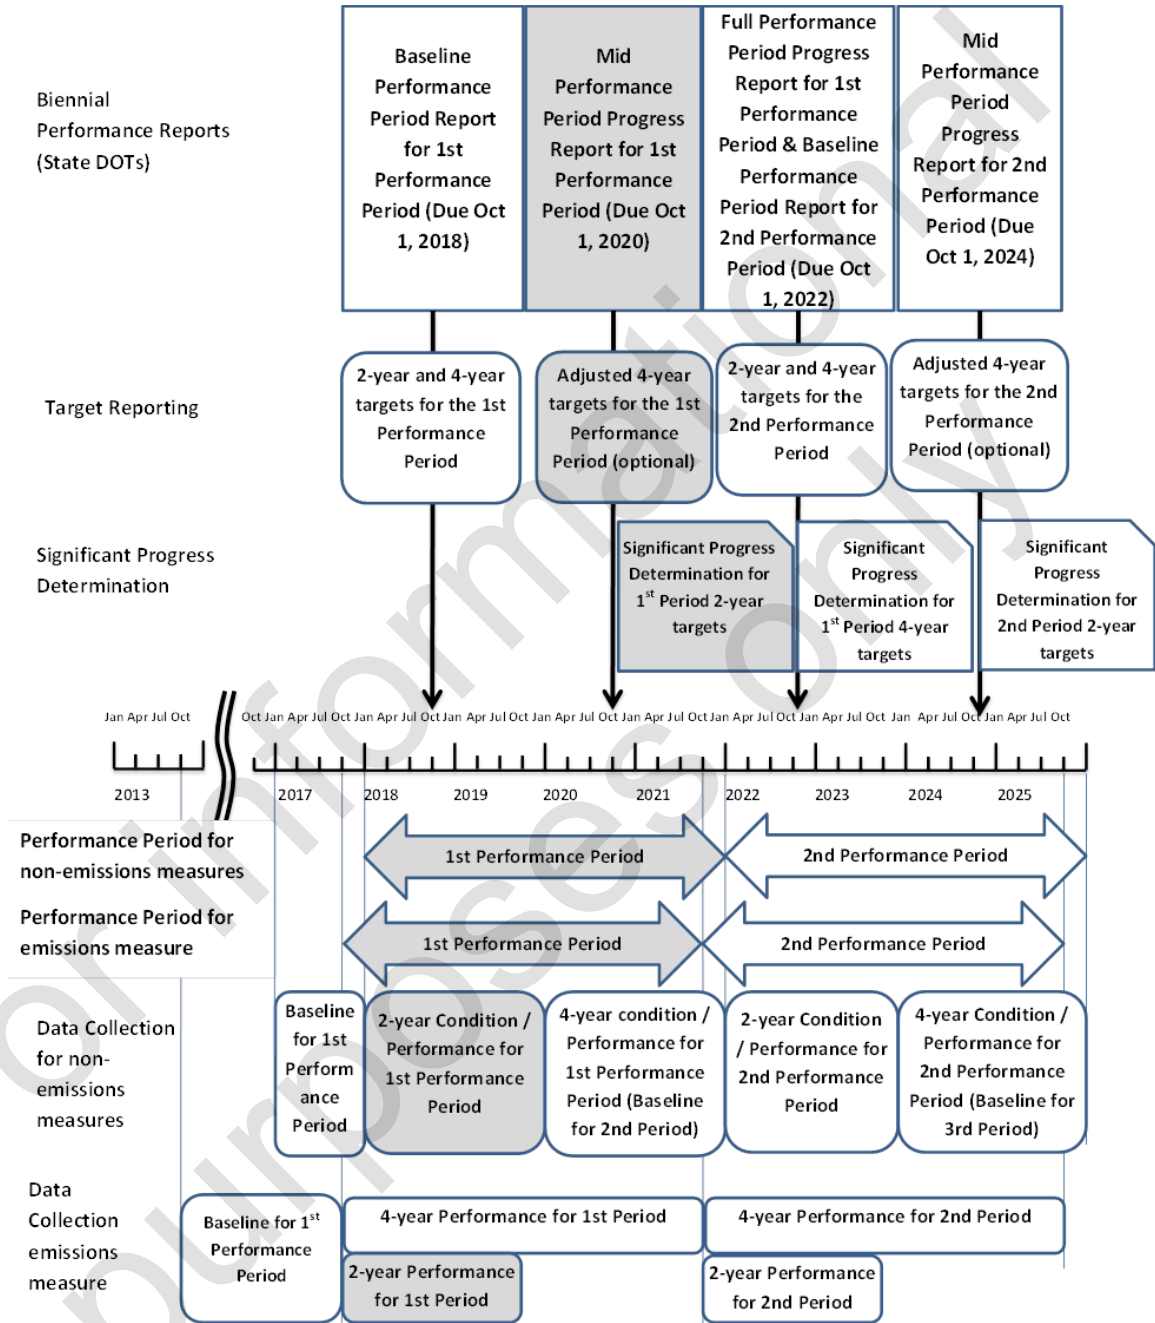 Biennial
Performance Reports
(State DOTs)
Baseline
Performance
Period Report
for 1st
Performance
Period (Due Oct
1, 2018)
Mid
Performance
Period Progress
Report for 1st
Performance
Period (Due Oct
1, 2020)
Full Performance
Period Progress
Report for 1st
Performance
Period & Baseline
Performance
Period Report for
2nd Performance
Period (Due Oct
1, 2022)
Mid
Performance
Period
Progress
Report for 2nd
Performance
Period (Due
Oct 1, 2024)
Target Reporting
2-year and 4-year
targets for the 1st
Performance
Period
Adjusted 4-year
targets for the 1st
Performance
Period (optional)
2-year and 4-year
targets for the
2nd Performance
Period
Adjusted 4-year
targets for the 2nd
Performance
Period (optional)
Significant Progress
Determination
Significant Progress
Determination for
1st Period 2-year
targets
Significant
Progress
Determination for
1st Period 4-year
targets
Significant
Progress
Determination for
2nd Period 2-year
targets
Jan Apr Jul Oct
Oct Jan Apr Jul Oct Jan Apr Jul Oct Jan Apr Jul Oct Jan Apr Jul Oct Jan Apr Jul Oct Jan Apr Jul Oct Jan Apr Jul Oct Jan Apr Jul Oct Jan Apr Jul Oct
2013 2017 2018 2019 2020 2021 2022 2023 2024 2025
Performance Period for
non-emissions measures
1st Performance Period
2nd Performance Period
Performance Period for
emissions measure
1st Performance Period
2nd Performance Period
Data Collection
for non-
emissions
measures
Baseline
for 1st
Perform
ance
Period
2-year Condition /
Performance for
1st Performance
Period
4-year condition /
Performance for
1st Performance
Period (Baseline
for 2nd Period)
2-year Condition
/ Performance for
2nd Performance
Period
4-year Condition /
Performance for
2nd Performance
Period (Baseline for
3rd Period)
Data
Collection
emissions
measure
Baseline for 1st
Performance
Period
4-year Performance for 1st Period
2-year Performance
for 1st Period
4-year Performance for 2nd Period
2-year Performance
for 2nd Period
or informational
purposes only